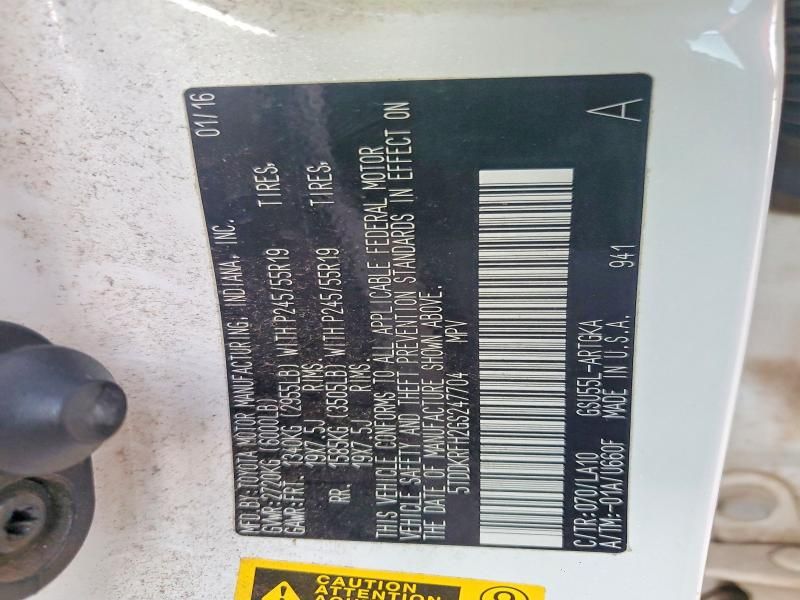 MFD.BY:TOYOTA MOTOR MANUFACTURING, INDIANA, INC. 01/16
GVWR:2720KG (6000LB)
GAWR:FRT. 1340KG (2955LB) WITH P245/55R19 TIRES,
19X7.5J RIMS
RR. 1585KG (3505LB) WITH P245/55R19 TIRES,
19X7.5J RIMS
THIS VEHICLE CONFORMS TO ALL APPLICABLE FEDERAL MOTOR
VEHICLE SAFETY AND THEFT PREVENTION STANDARDS IN EFFECT ON
THE DATE OF MANUFACTURE SHOWN ABOVE.
5TDDKRFH2GS247704 MPV
C/TR:070/LA10 GSU55L-ARTGKA 941 A
A/TM:-01A/U660F MADE IN U.S.A.
CAUTION
ATTENTION